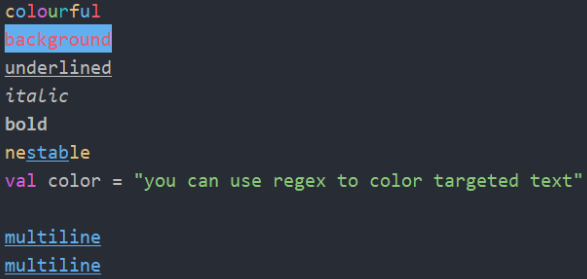 colourful
background
underlined
italic
bold
nestable
val color = "you can use regex to color targeted text"
multiline
multiline